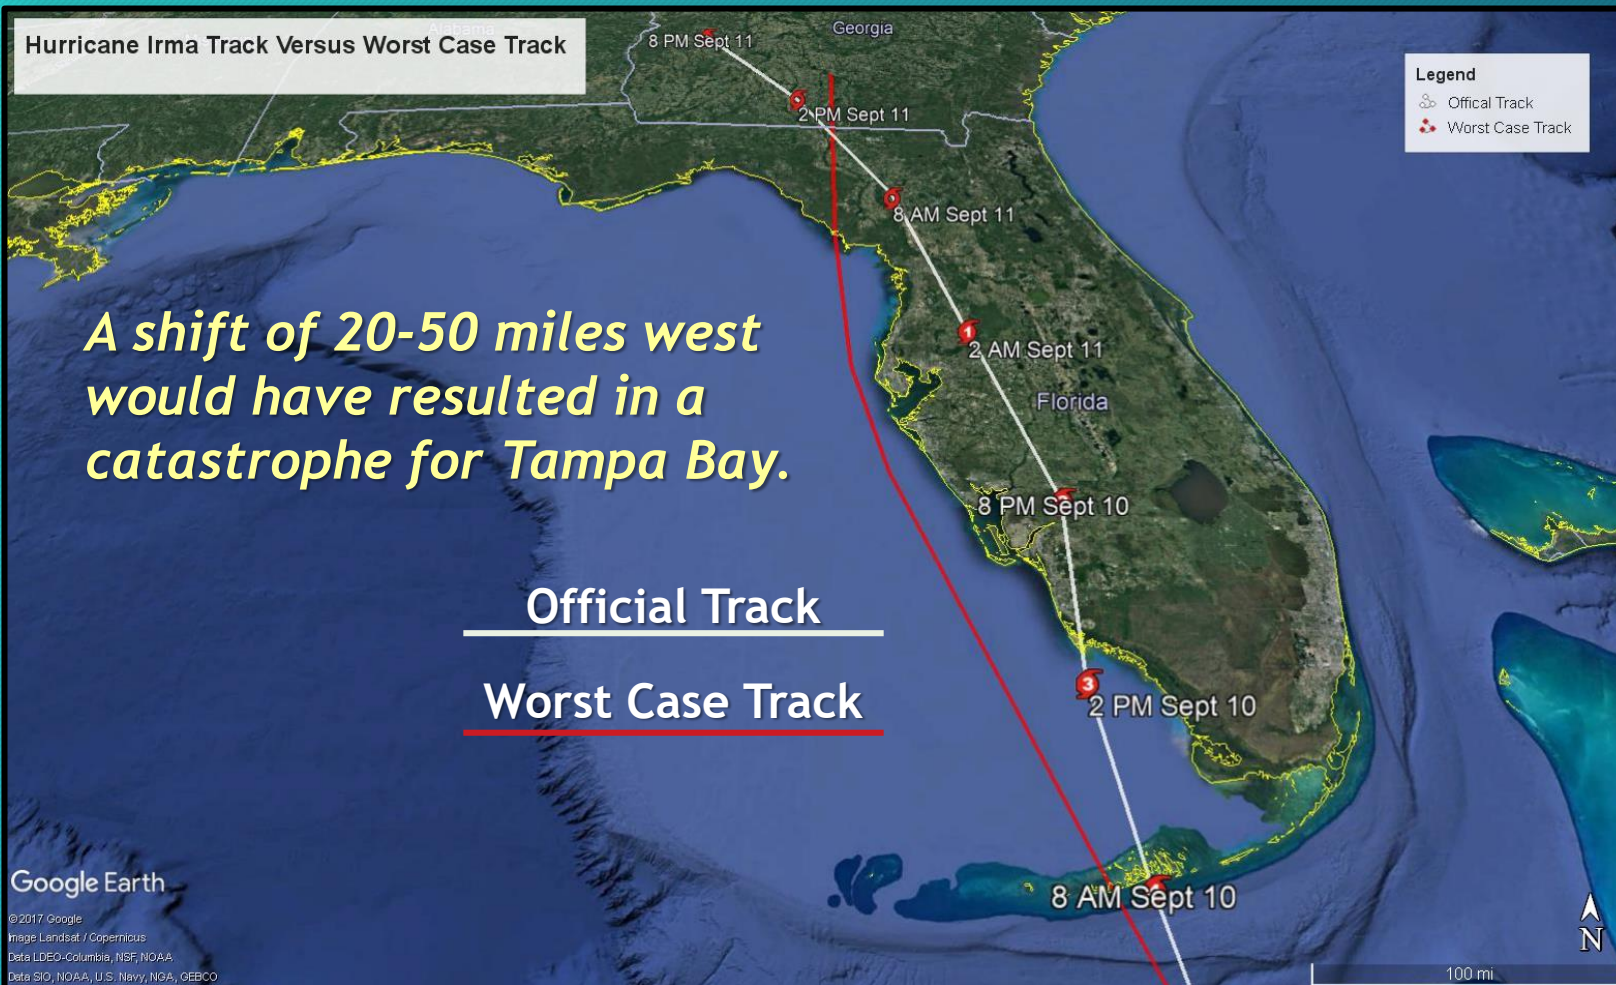 Hurricane Irma Track Versus Worst Case Track
Alabama
Georgia
8 PM Sept 11
Legend
Offical Track
Worst Case Track
2 PM Sept 11
8 AM Sept 11
A shift of 20-50 miles west
would have resulted in a
catastrophe for Tampa Bay.
1
2 AM Sept 11
Florida
8 PM Sept 10
Official Track
Worst Case Track
3
2 PM Sept 10
8 AM Sept 10
Google Earth
©2017 Google
Image Landsat / Copernicus
Data LDEO-Columbia, NSF, NOAA
Data SIO, NOAA, U.S. Navy, NGA, GEBCO
N
100 mi